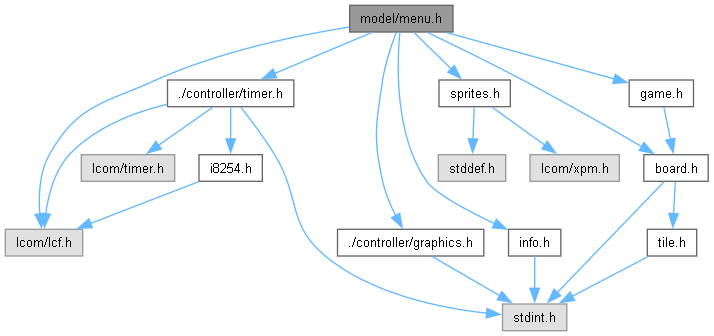 model/menu.h
./controller/timer.h
sprites.h
game.h
lcom/timer.h
i8254.h
stddef.h
lcom/xpm.h
board.h
lcom/lcf.h
./controller/graphics.h
info.h
tile.h
stdint.h